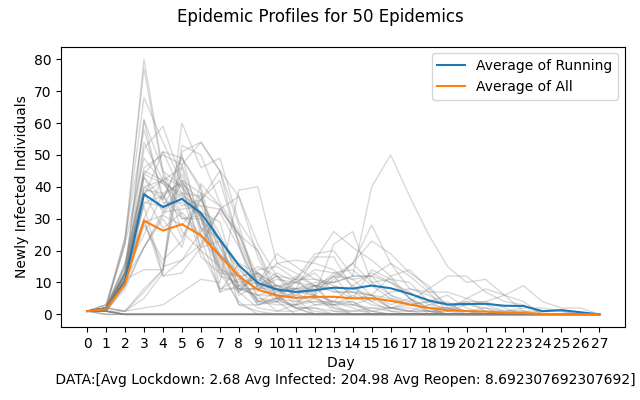 Epidemic Profiles for 50 Epidemics
80
70
60
50
40
30
20
10
0
Newly Infected Individuals
Average of Running
Average of All
0 1 2 3 4 5 6 7 8 9 10 11 12 13 14 15 16 17 18 19 20 21 22 23 24 25 26 27
Day
DATA:[Avg Lockdown: 2.68 Avg Infected: 204.98 Avg Reopen: 8.692307692307692]